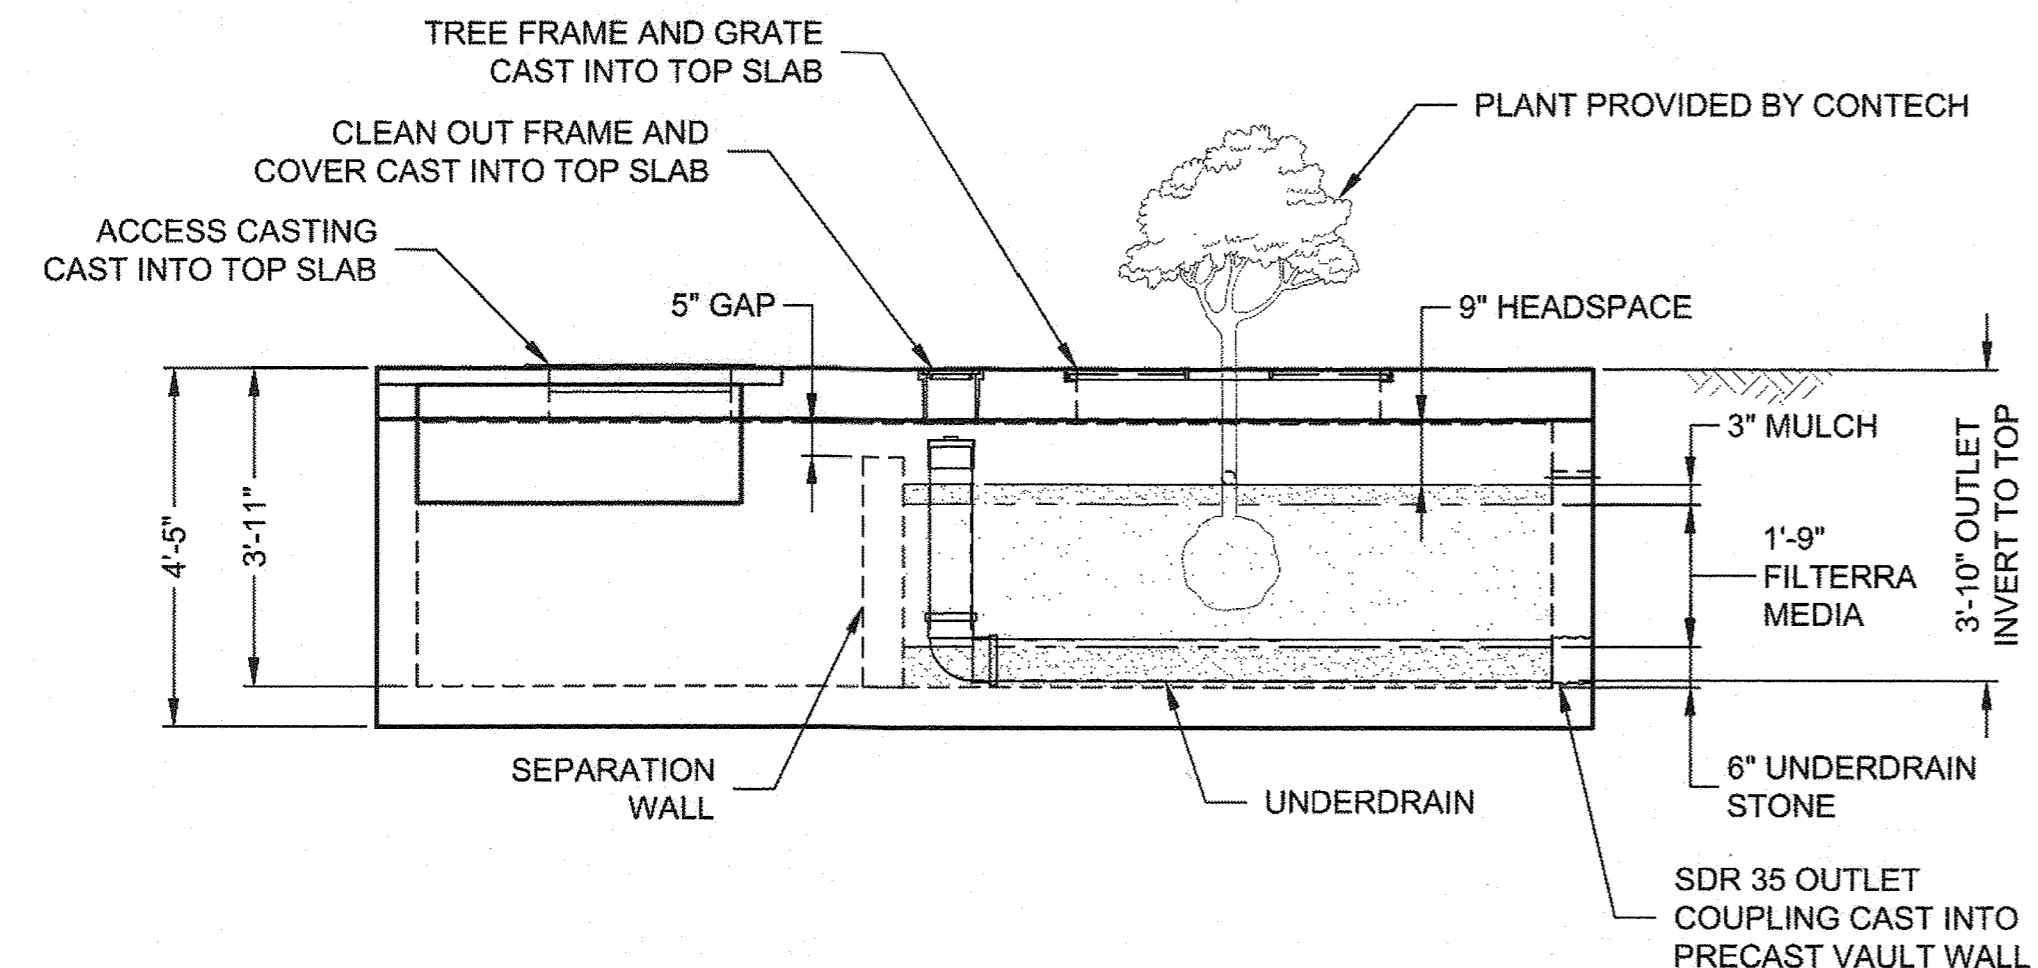 TREE FRAME AND GRATE
CAST INTO TOP SLAB
CLEAN OUT FRAME AND
COVER CAST INTO TOP SLAB
ACCESS CASTING
CAST INTO TOP SLAB
5" GAP
PLANT PROVIDED BY CONTECH
9" HEADSPACE
3" MULCH
1'-9"
FILTERRA
MEDIA
3'-10" OUTLET
INVERT TO TOP
4'-5"
3'-11"
SEPARATION
WALL
UNDERDRAIN
6" UNDERDRAIN
STONE
SDR 35 OUTLET
COUPLING CAST INTO
PRECAST VAULT WALL